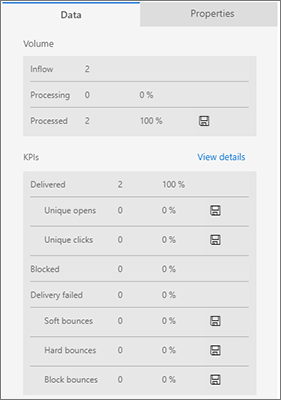 Data Properties
Volume
Inflow 2
Processing 0 0 %
Processed 2 100 %
KPIs View details
Delivered 2 100 %
Unique opens 0 0 %
Unique clicks 0 0 %
Blocked 0 0 %
Delivery failed 0 0 %
Soft bounces 0 0 %
Hard bounces 0 0 %
Block bounces 0 0 %